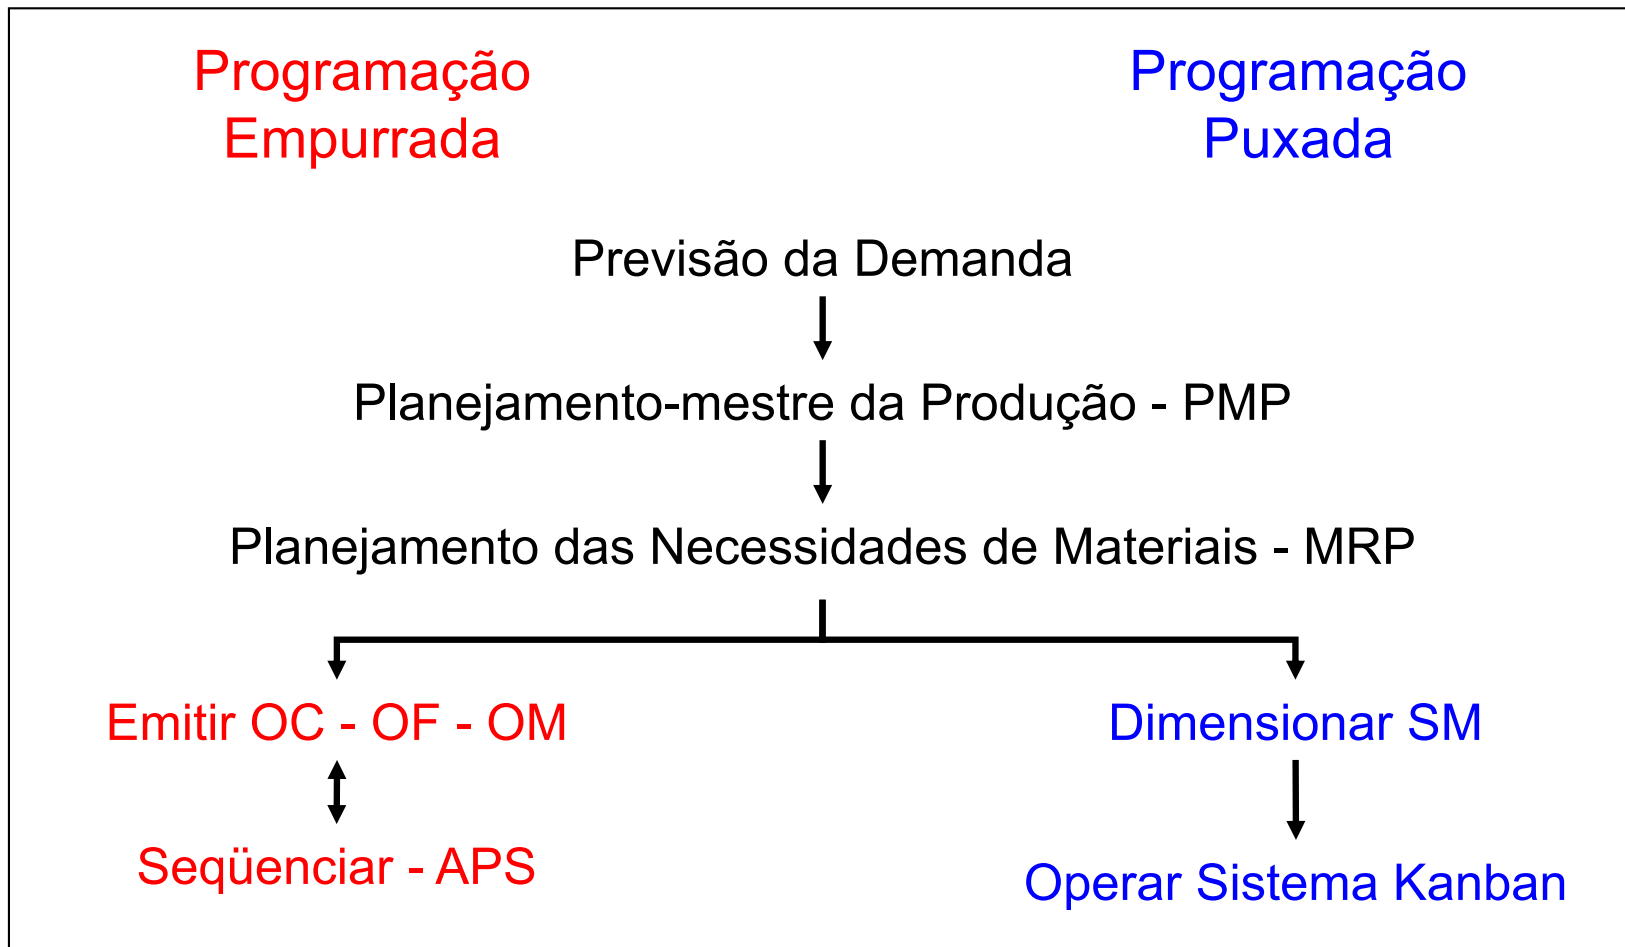 Programação
Empurrada
Programação
Puxada
Previsão da Demanda
Planejamento-mestre da Produção - PMP
Planejamento das Necessidades de Materiais - MRP
Emitir OC - OF - OM
Dimensionar SM
Seqüenciar - APS
Operar Sistema Kanban